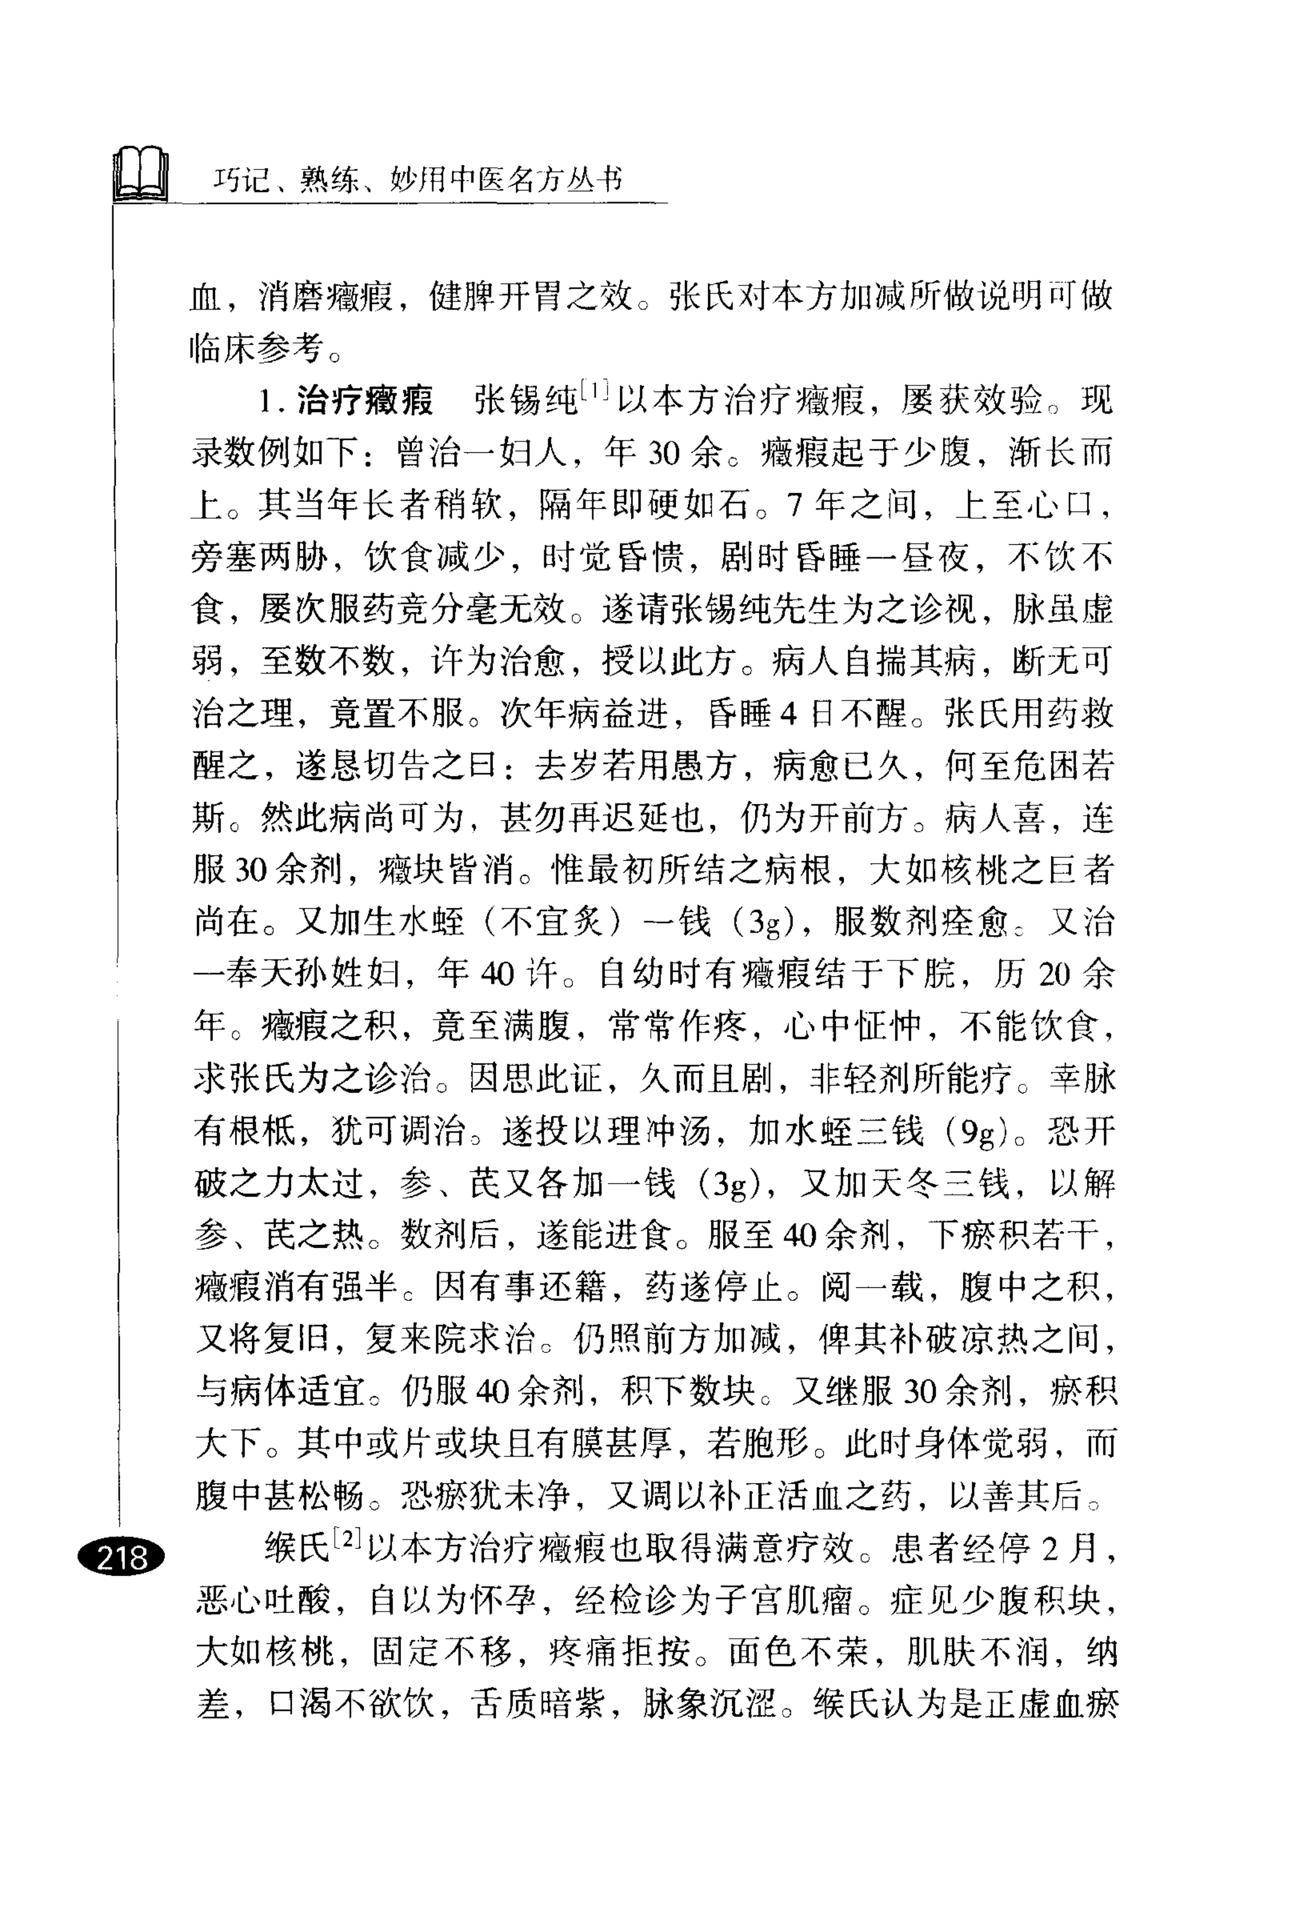 巧记、熟练、妙用中医名方丛书
血，消磨癥瘕，健脾开胃之效。张氏对本方加减所做说明可做
临床参考。
1. 治疗癥瘕　张锡纯[1]以本方治疗癥瘕，屡获效验。现
录数例如下：曾治一妇人，年 30 余。癥瘕起于少腹，渐长而
上。其当年长者稍软，隔年即硬如石。7 年之间，上至心口，
旁塞两胁，饮食减少，时觉昏愦，剧时昏睡一昼夜，不饮不
食，屡次服药竞分毫无效。遂请张锡纯先生为之诊视，脉虽虚
弱，至数不数，许为治愈，授以此方。病人自揣其病，断无可
治之理，竟置不服。次年病益进，昏睡 4 日不醒。张氏用药救
醒之，遂恳切告之曰：去岁若用愚方，病愈已久，何至危困若
斯。然此病尚可为，甚勿再迟延也，仍为开前方。病人喜，连
服 30 余剂，癥块皆消。惟最初所结之病根，大如核桃之巨者
尚在。又加生水蛭（不宜炙）一钱（3g），服数剂痊愈。又治
一奉天孙姓妇，年 40 许。自幼时有癥瘕结于下脘，历 20 余
年。癥瘕之积，竟至满腹，常常作疼，心中怔忡，不能饮食，
求张氏为之诊治。因思此证，久而且剧，非轻剂所能疗。幸脉
有根柢，犹可调治。遂投以理冲汤，加水蛭三钱（9g）。恐开
破之力太过，参、芪又各加一钱（3g），又加天冬三钱，以解
参、芪之热。数剂后，遂能进食。服至 40 余剂，下瘀积若干，
癥瘕消有强半。因有事还籍，药遂停止。阅一载，腹中之积，
又将复旧，复来院求治。仍照前方加减，俾其补破凉热之间，
与病体适宜。仍服 40 余剂，积下数块。又继服 30 余剂，瘀积
大下。其中或片或块且有膜甚厚，若胞形。此时身体觉弱，而
腹中甚松畅。恐瘀犹未净，又调以补正活血之药，以善其后。
缑氏[2]以本方治疗癥瘕也取得满意疗效。患者经停 2 月，
恶心吐酸，自以为怀孕，经检诊为子宫肌瘤。症见少腹积块，
大如核桃，固定不移，疼痛拒按。面色不荣，肌肤不润，纳
差，口渴不欲饮，舌质暗紫，脉象沉涩。缑氏认为是正虚血瘀
218